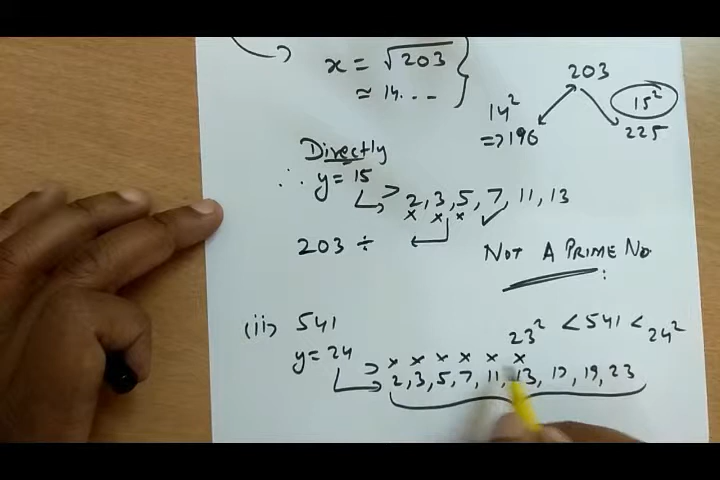 x = √203
≈ 14. ...
203
14²
=> 196
15²
225
Directly
∴ y = 15
> 2, 3, 5, 7, 11, 13
x x x ✓
203 ÷
NOT A PRIME NO.
(ii) 541
23² < 541 < 24²
y = 24
x x x x x x
> 2, 3, 5, 7, 11, 13, 17, 19, 23